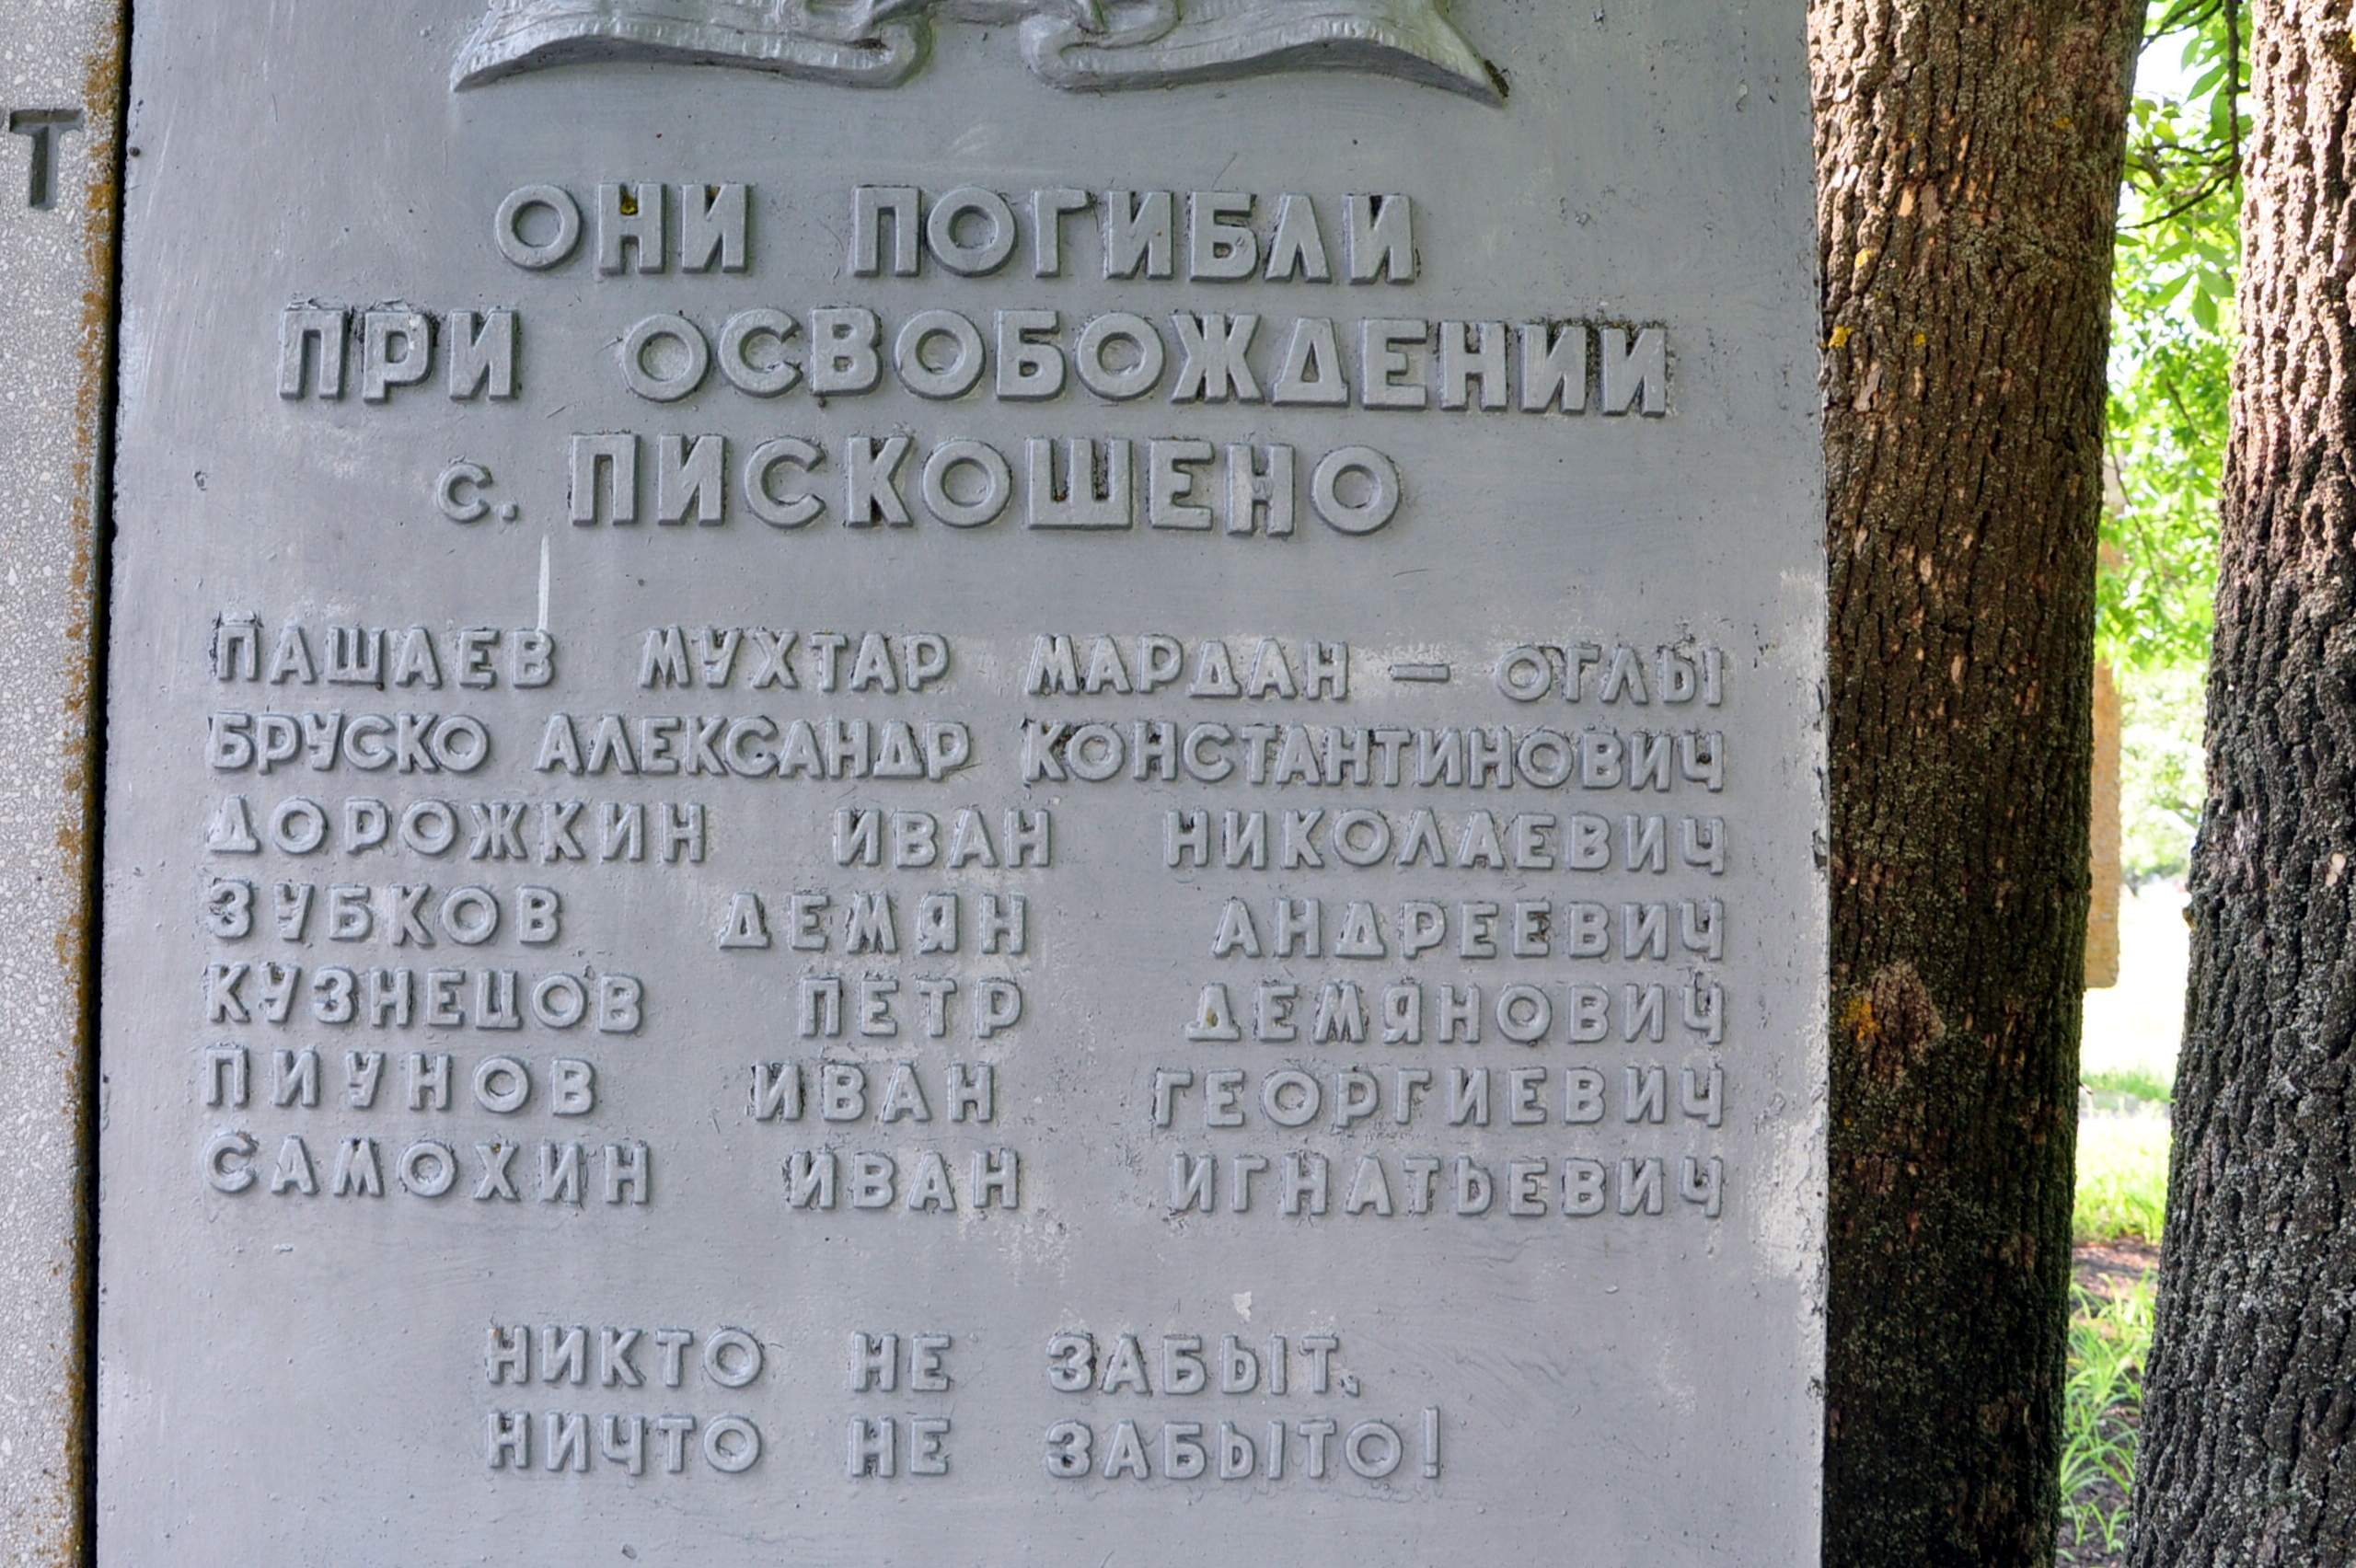 Т
ОНИ ПОГИБЛИ
ПРИ ОСВОБОЖДЕНИИ
с. ПИСКОШЕНО
ПАШАЕВ МУХТАР МАРДАН – ОГЛЫ
БРУСКО АЛЕКСАНДР КОНСТАНТИНОВИЧ
ДОРОЖКИН ИВАН НИКОЛАЕВИЧ
ЗУБКОВ ДЕМЯН АНДРЕЕВИЧ
КУЗНЕЦОВ ПЕТР ДЕМЯНОВИЧ
ПИУНОВ ИВАН ГЕОРГИЕВИЧ
САМОХИН ИВАН ИГНАТЬЕВИЧ
НИКТО НЕ ЗАБЫТ,
НИЧТО НЕ ЗАБЫТО!